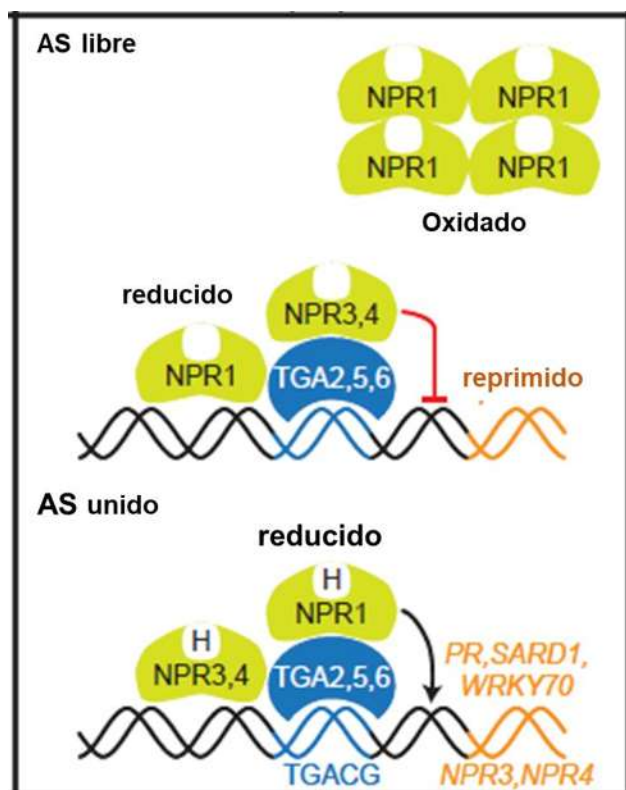 AS libre
NPR1 NPR1
NPR1 NPR1
Oxidado
reducido
NPR3,4
NPR1
TGA2,5,6
reprimido
AS unido
reducido
H
NPR1
H
NPR3,4
TGA2,5,6
PR,SARD1,
WRKY70
TGACG
NPR3,NPR4